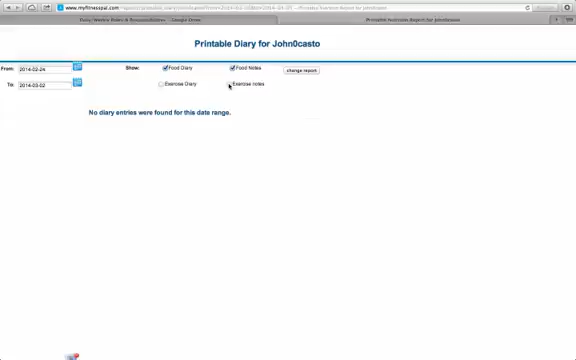 www.myfitnesspal.com
Printable Diary for John0casto
From: 2014-02-24 Show: Food Diary Food Notes change report
To: 2014-03-02 Exercise Diary Exercise notes
No diary entries were found for this date range.